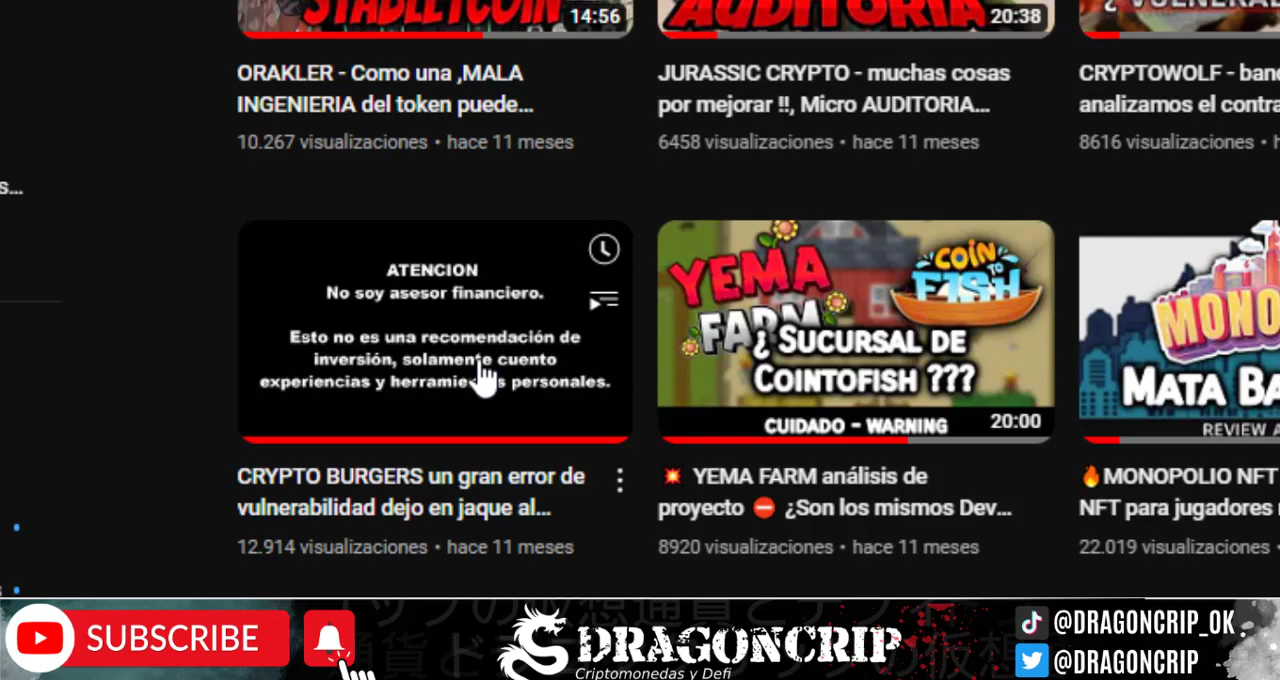 STABLETCOIN
14:56
AUDITORIA
20:38
ORAKLER - Como una ,MALA
INGENIERIA del token puede...
10.267 visualizaciones • hace 11 meses
JURASSIC CRYPTO - muchas cosas
por mejorar !!, Micro AUDITORIA...
6458 visualizaciones • hace 11 meses
CRYPTOWOLF - band
analizamos el contra
8616 visualizaciones • h
s...
ATENCION
No soy asesor financiero.
Esto no es una recomendación de
inversión, solamente cuento
experiencias y personales.
YEMA
FARM
COIN
TO
FISH
¿ SUCURSAL DE
COINTOFISH ???
CUIDADO - WARNING
20:00
MONO
MATA BA
REVIEW A
CRYPTO BURGERS un gran error de
vulnerabilidad dejo en jaque al...
12.914 visualizaciones • hace 11 meses
💥 YEMA FARM análisis de
proyecto ⛔ ¿Son los mismos Dev...
8920 visualizaciones • hace 11 meses
🔥MONOPOLIO NFT
NFT para jugadores
22.019 visualizaciones •
SUBSCRIBE
DRAGONCRIP
Criptomonedas y Defi
@DRAGONCRIP_OK
@DRAGONCRIP